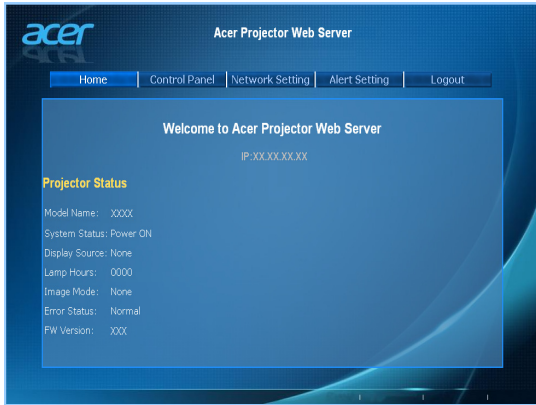 acer
Acer Projector Web Server
Home Control Panel Network Setting Alert Setting Logout
Welcome to Acer Projector Web Server
IP:XX.XX.XX.XX
Projector Status
Model Name: XXXX
System Status: Power ON
Display Source: None
Lamp Hours: 0000
Image Mode: None
Error Status: Normal
FW Version: XXX